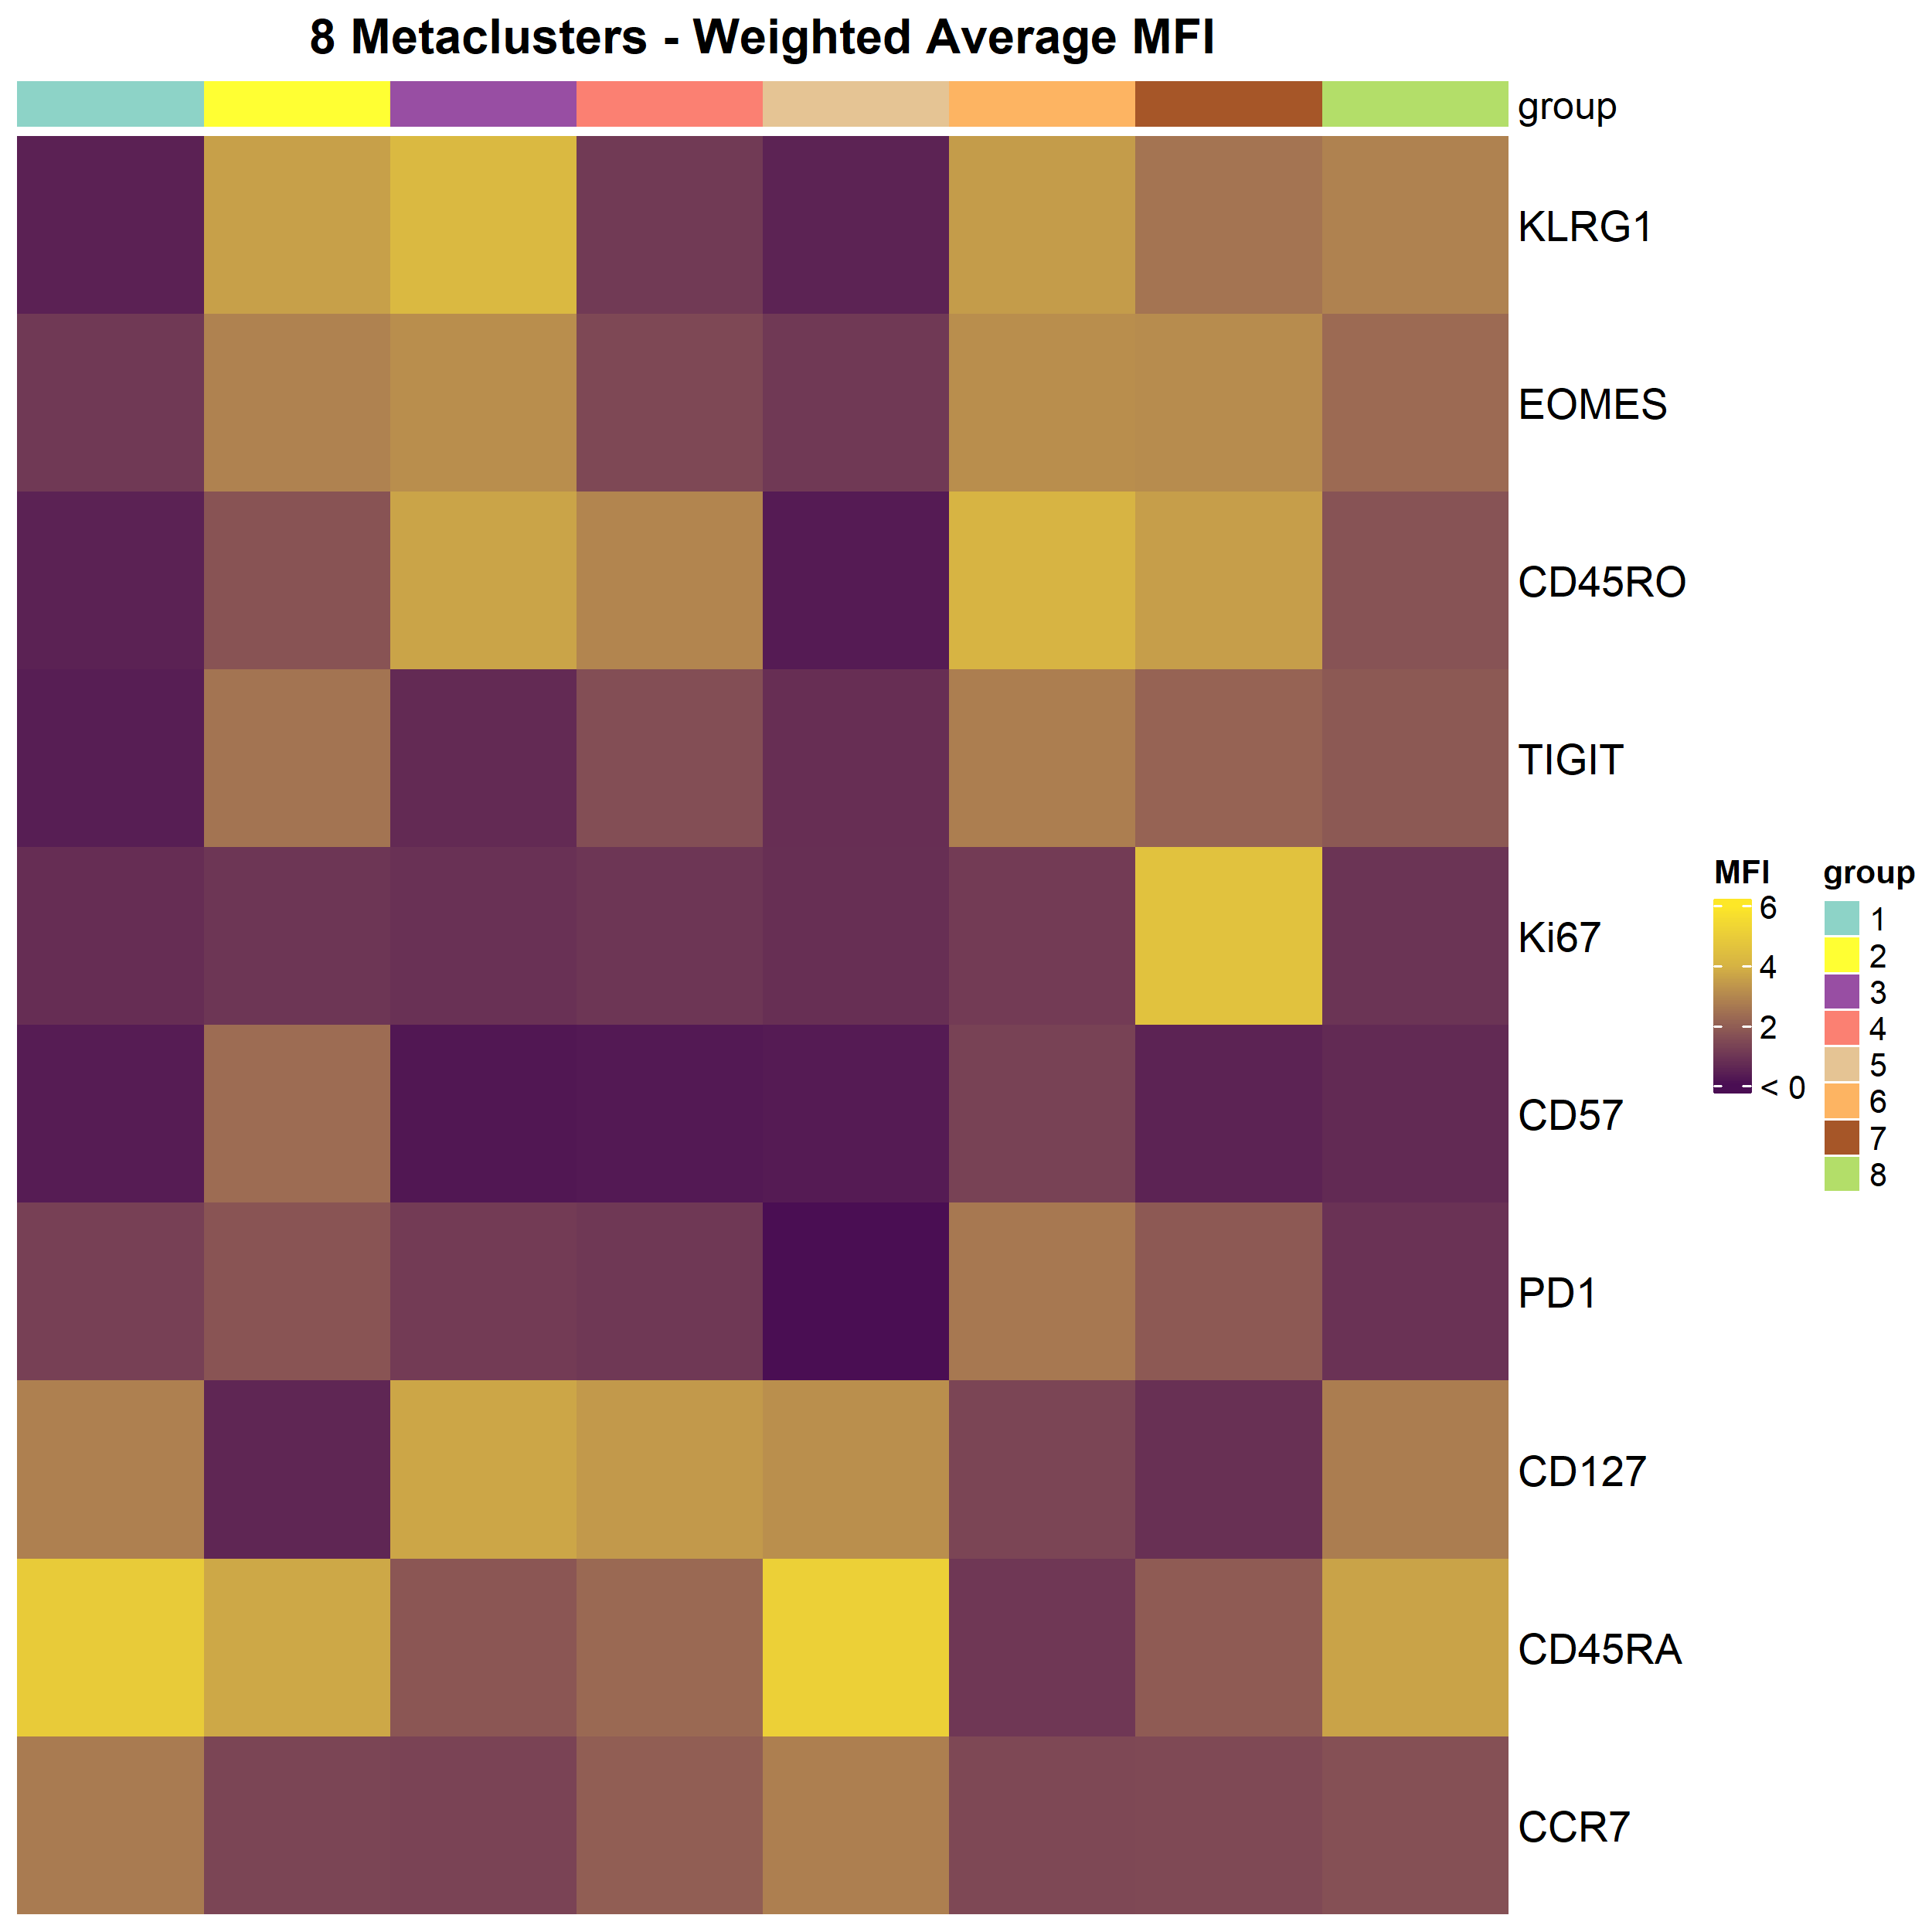 8 Metaclusters - Weighted Average MFI
group
KLRG1
EOMES
CD45RO
TIGIT
Ki67
CD57
PD1
CD127
CD45RA
CCR7
MFI
6
4
2
< 0
group
1
2
3
4
5
6
7
8